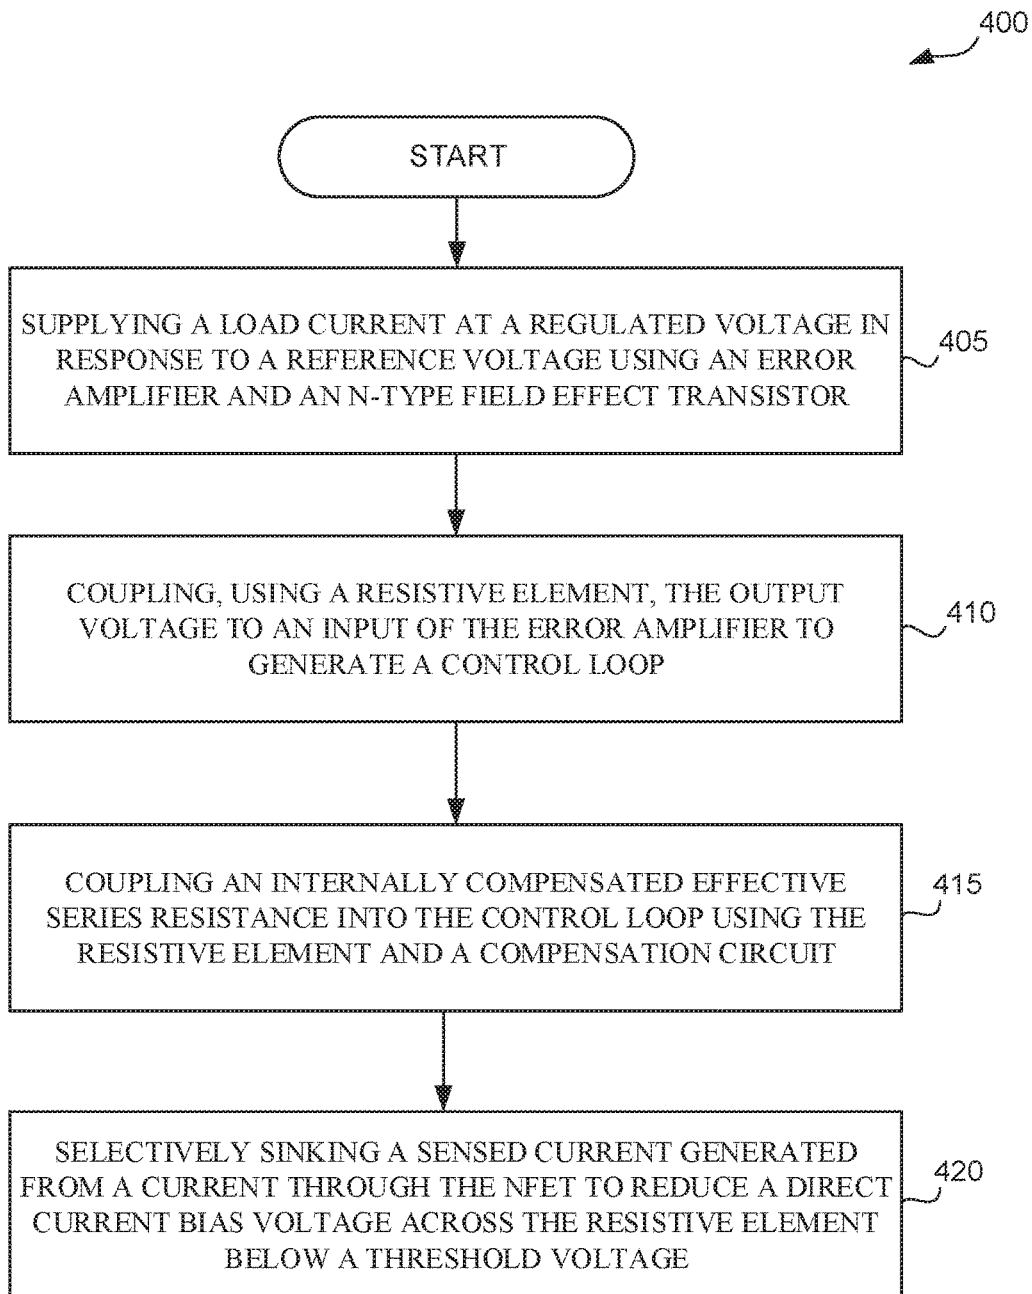 400
START
SUPPLYING A LOAD CURRENT AT A REGULATED VOLTAGE IN
RESPONSE TO A REFERENCE VOLTAGE USING AN ERROR
AMPLIFIER AND AN N-TYPE FIELD EFFECT TRANSISTOR
405
COUPLING, USING A RESISTIVE ELEMENT, THE OUTPUT
VOLTAGE TO AN INPUT OF THE ERROR AMPLIFIER TO
GENERATE A CONTROL LOOP
410
COUPLING AN INTERNALLY COMPENSATED EFFECTIVE
SERIES RESISTANCE INTO THE CONTROL LOOP USING THE
RESISTIVE ELEMENT AND A COMPENSATION CIRCUIT
415
SELECTIVELY SINKING A SENSED CURRENT GENERATED
FROM A CURRENT THROUGH THE NFET TO REDUCE A DIRECT
CURRENT BIAS VOLTAGE ACROSS THE RESISTIVE ELEMENT
BELOW A THRESHOLD VOLTAGE
420